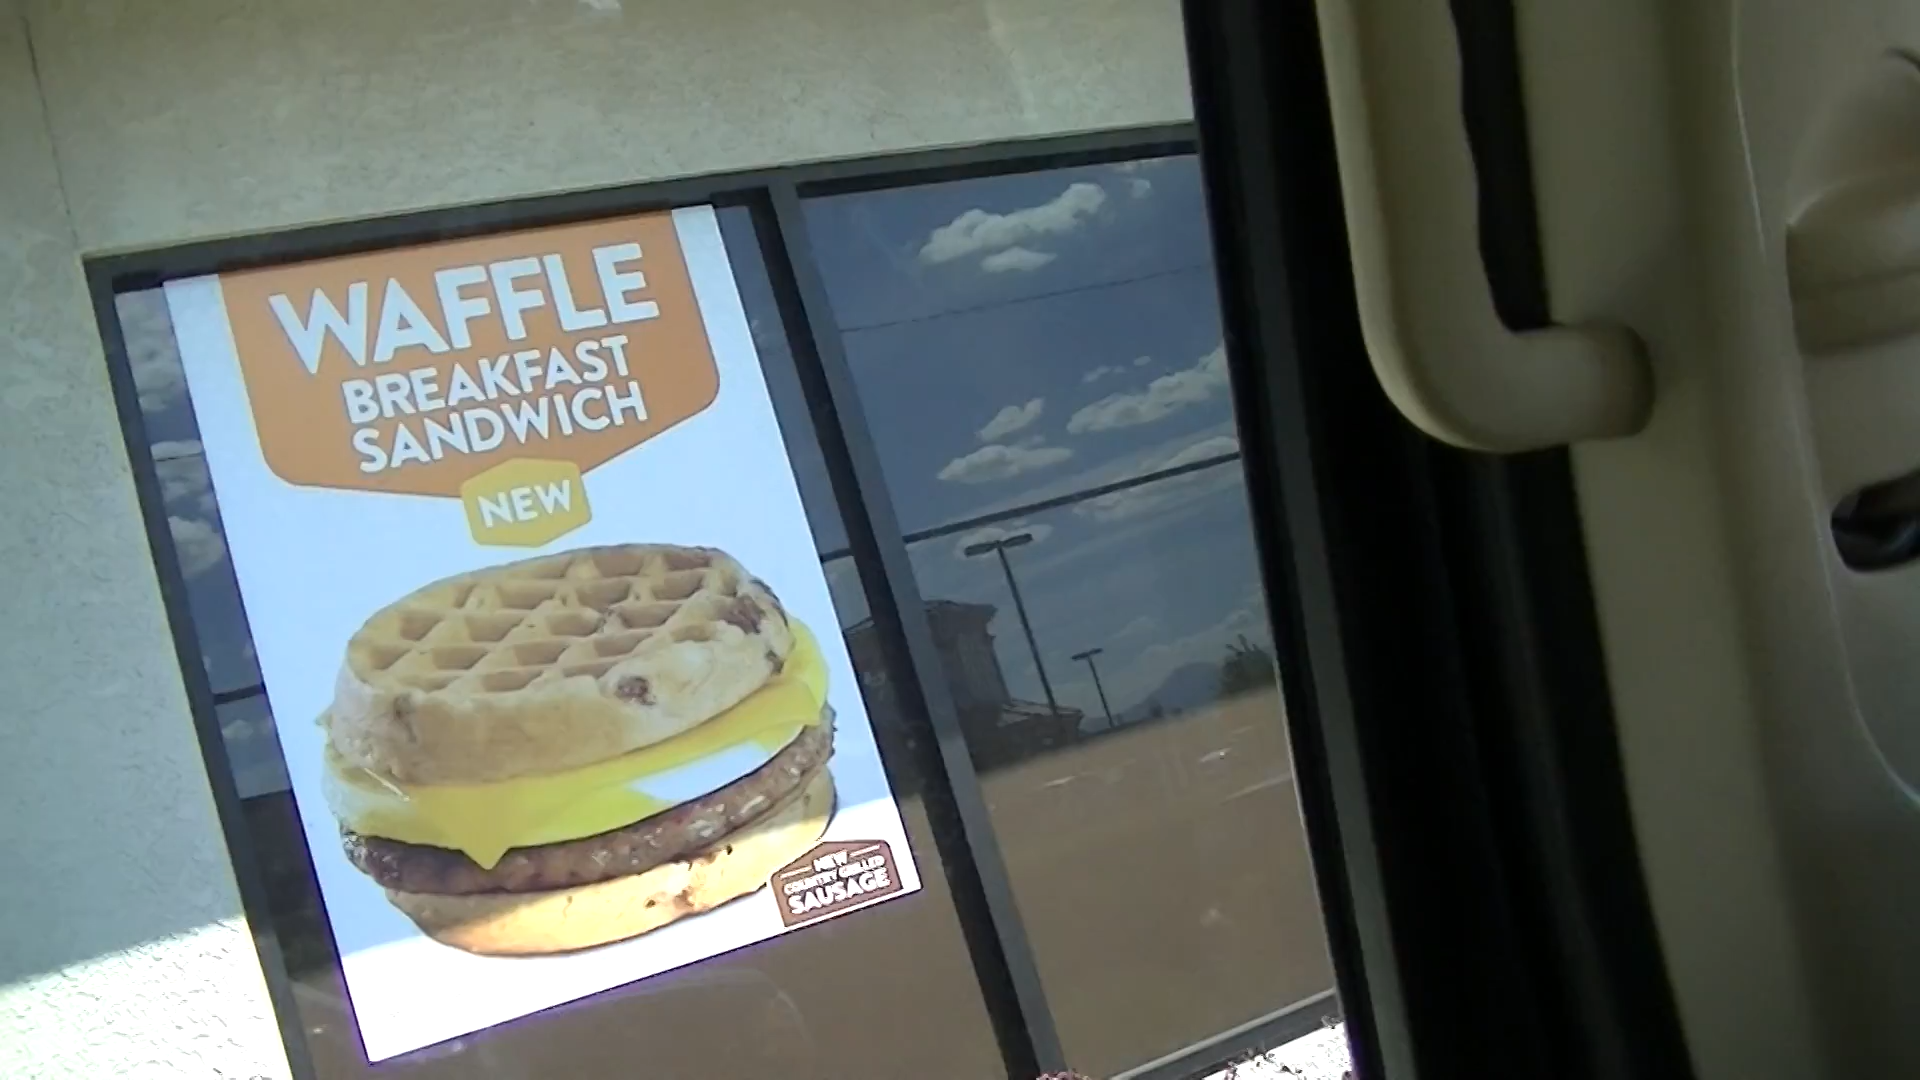 WAFFLE
BREAKFAST
SANDWICH
NEW
NEW
COUNTRY GRILLED
SAUSAGE